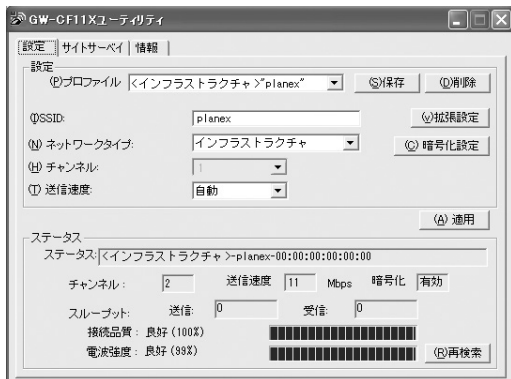 GW-CF11Xユーティリティ
設定 サイトサーベイ 情報
設定
(P)プロファイル <インフラストラクチャ>"planex" (S)保存 (D)削除
(I)SSID: planex (V)拡張設定
(N) ネットワークタイプ: インフラストラクチャ (C) 暗号化設定
(H) チャンネル: 1
(T) 送信速度: 自動
(A) 適用
ステータス
ステータス: <インフラストラクチャ>-planex-00:00:00:00:00:00
チャンネル: 2 送信速度 11 Mbps 暗号化 有効
スループット: 送信: 0 受信: 0
接続品質: 良好 (100%)
電波強度: 良好 (99%) (R)再検索